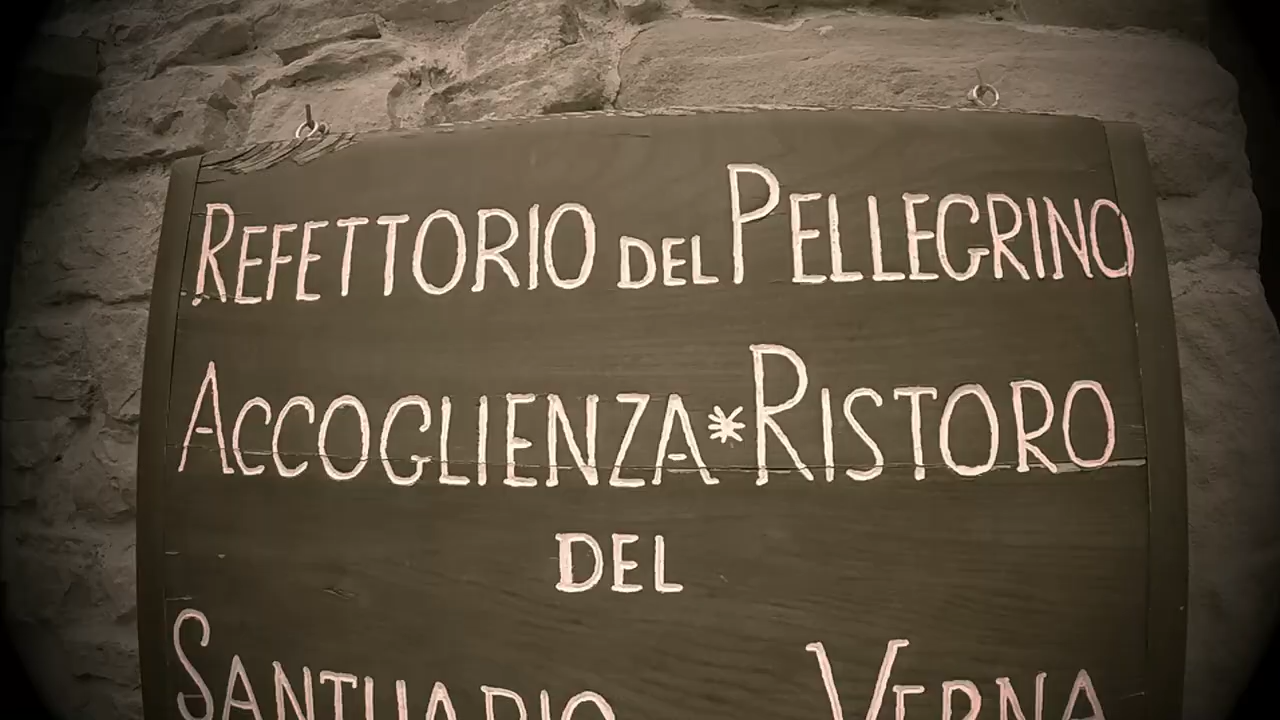 REFETTORIO DEL PELLEGRINO
ACCOGLIENZA*RISTORO
DEL
SANTUARIO VERNA